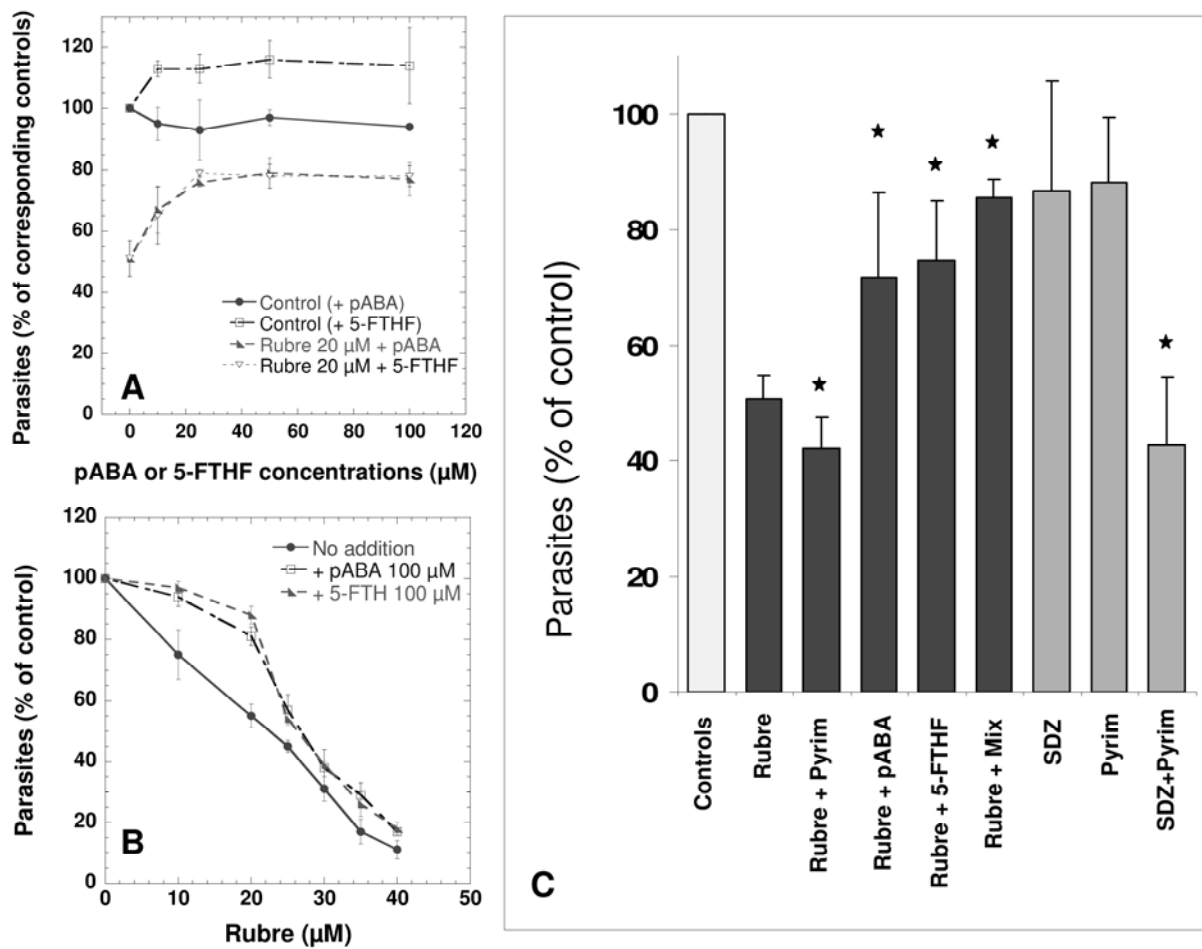 120
100
80
60
40
20
0
Parasites (% of corresponding controls)
Control (+ pABA)
Control (+ 5-FTHF)
Rubre 20 µM + pABA
Rubre 20 µM + 5-FTHF
A
0 20 40 60 80 100 120
pABA or 5-FTHF concentrations (µM)
120
100
80
60
40
20
0
Parasites (% of control)
No addition
+ pABA 100 µM
+ 5-FTH 100 µM
B
0 10 20 30 40 50
Rubre (µM)
100
80
60
40
20
0
Parasites (% of control)
★ ★ ★ ★ ★
Controls
Rubre
Rubre + Pyrim
Rubre + pABA
Rubre + 5-FTHF
Rubre + Mix
SDZ
Pyrim
SDZ+Pyrim
C